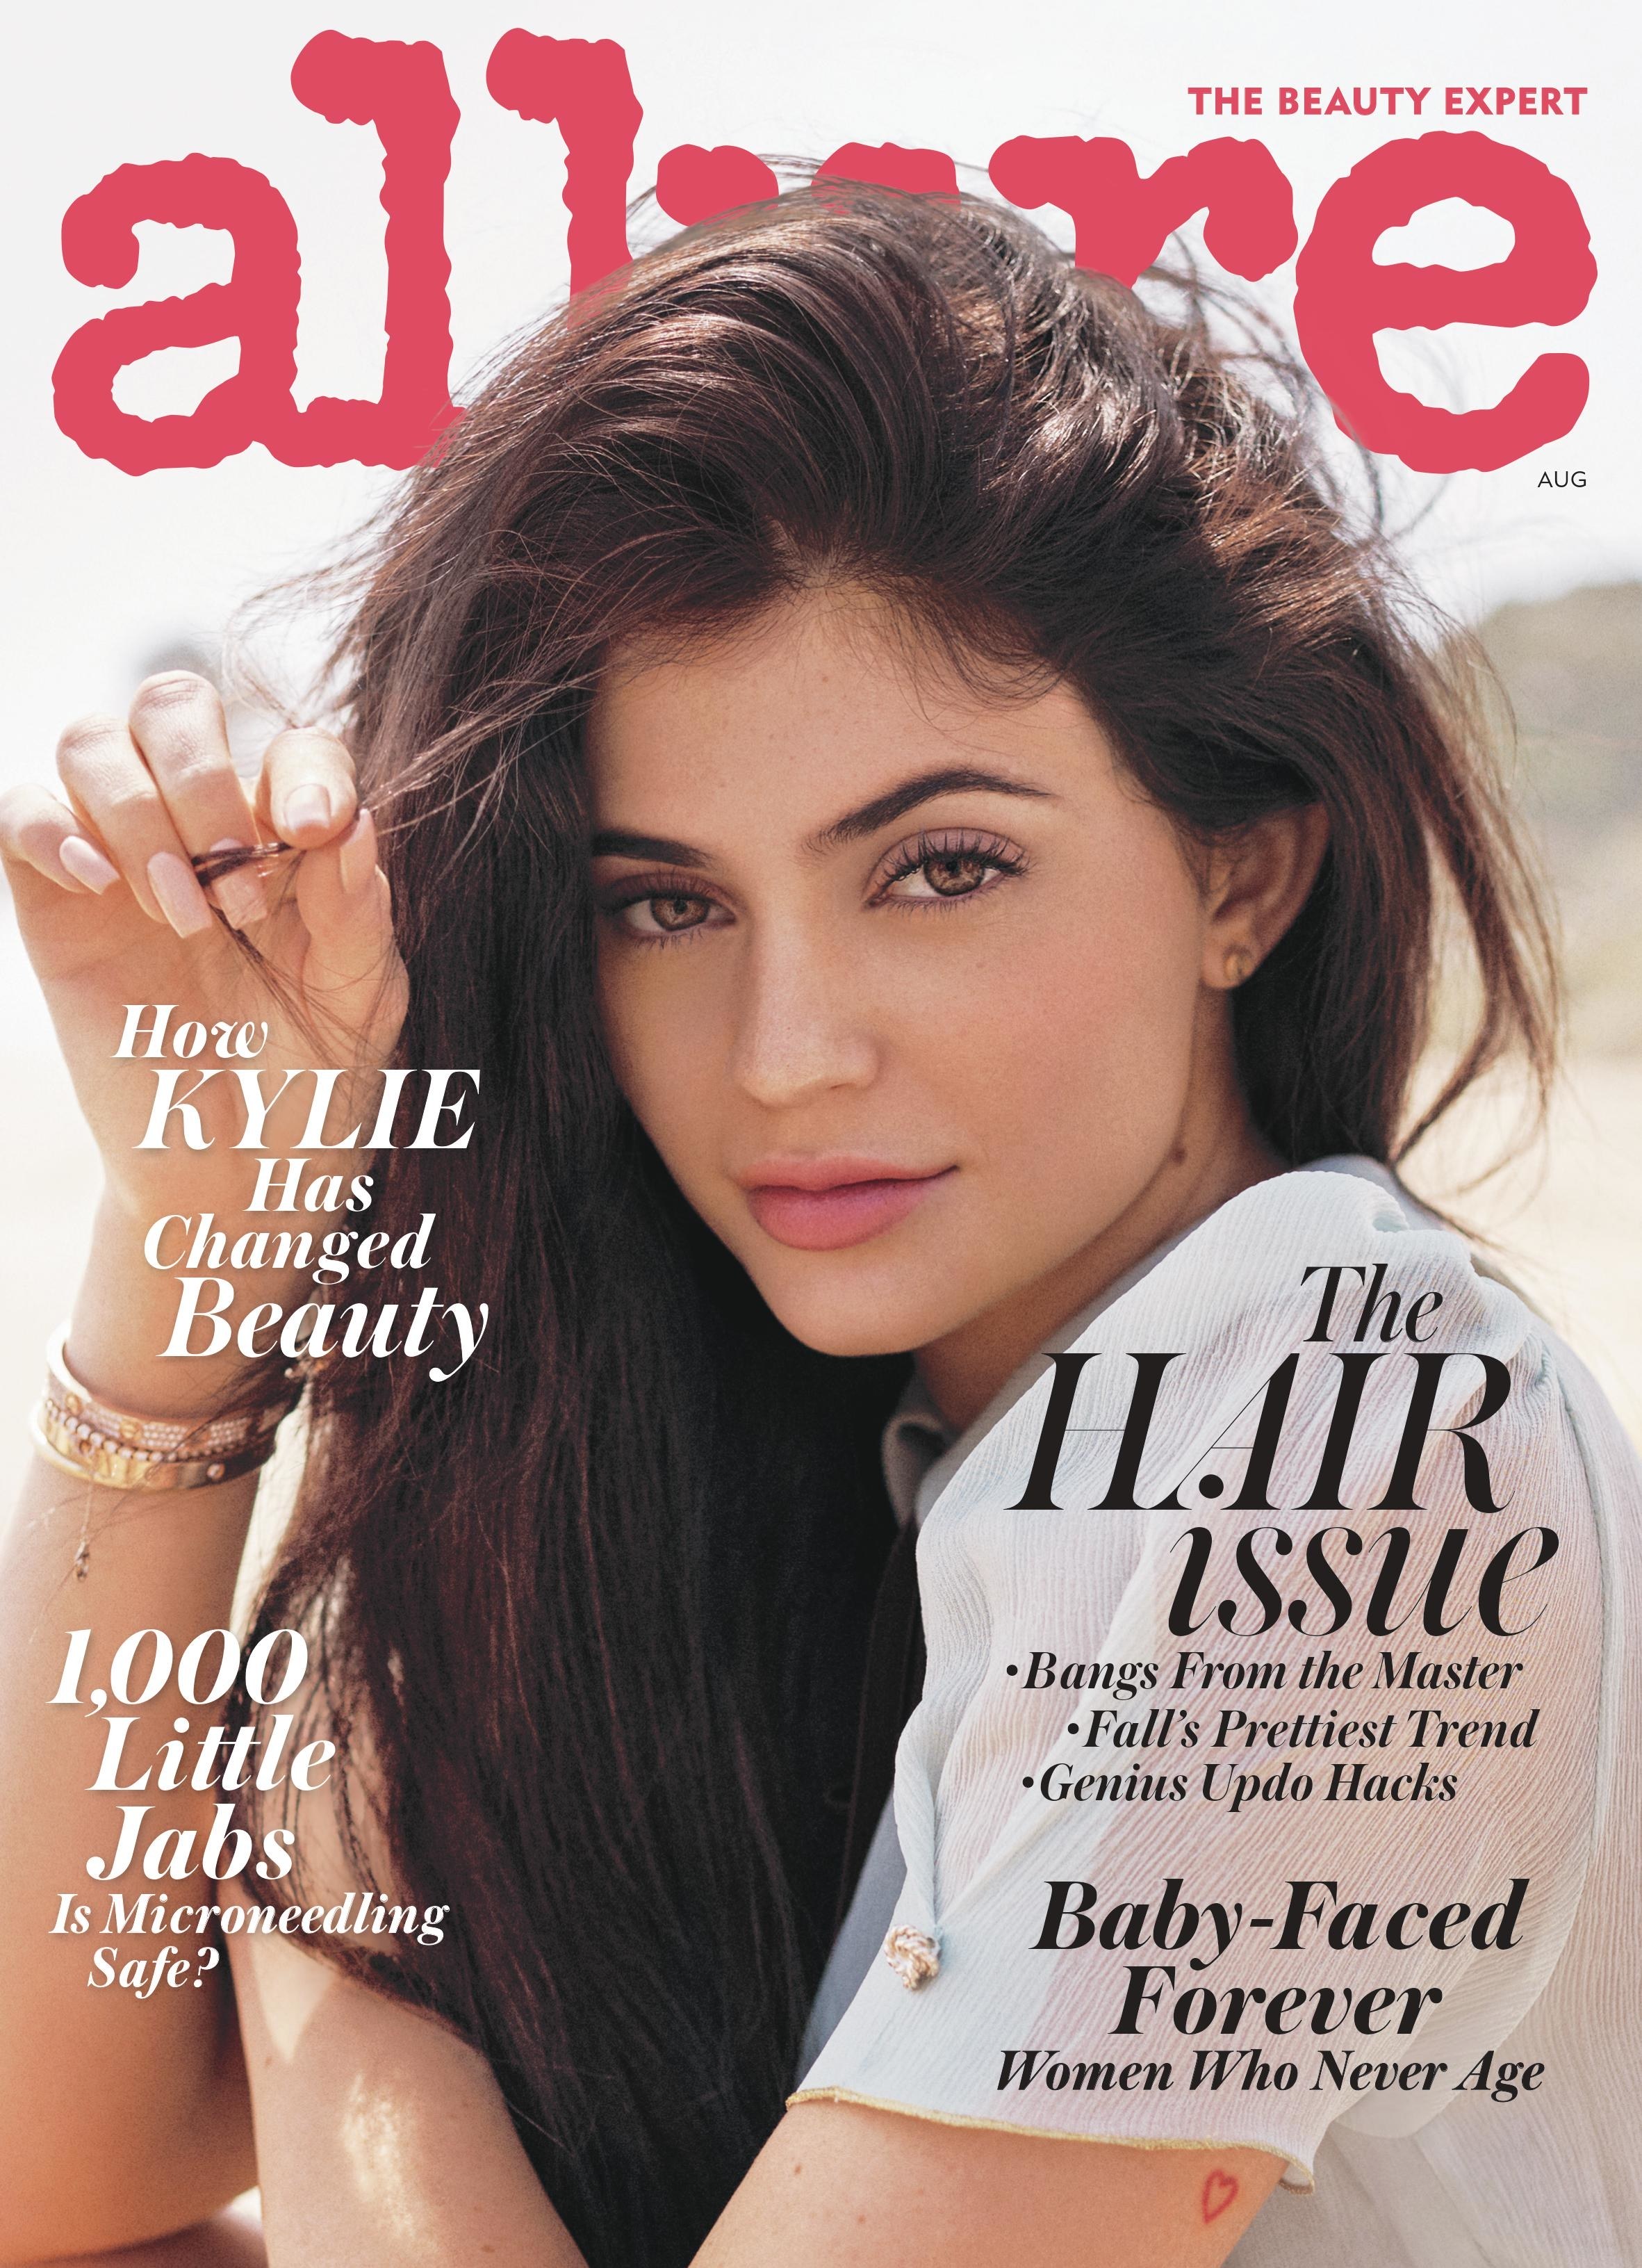 THE BEAUTY EXPERT
allure
AUG
How
KYLIE
Has
Changed
Beauty
The
HAIR
issue
•Bangs From the Master
•Fall's Prettiest Trend
•Genius Updo Hacks
1,000
Little
Jabs
Is Microneedling
Safe?
Baby-Faced
Forever
Women Who Never Age